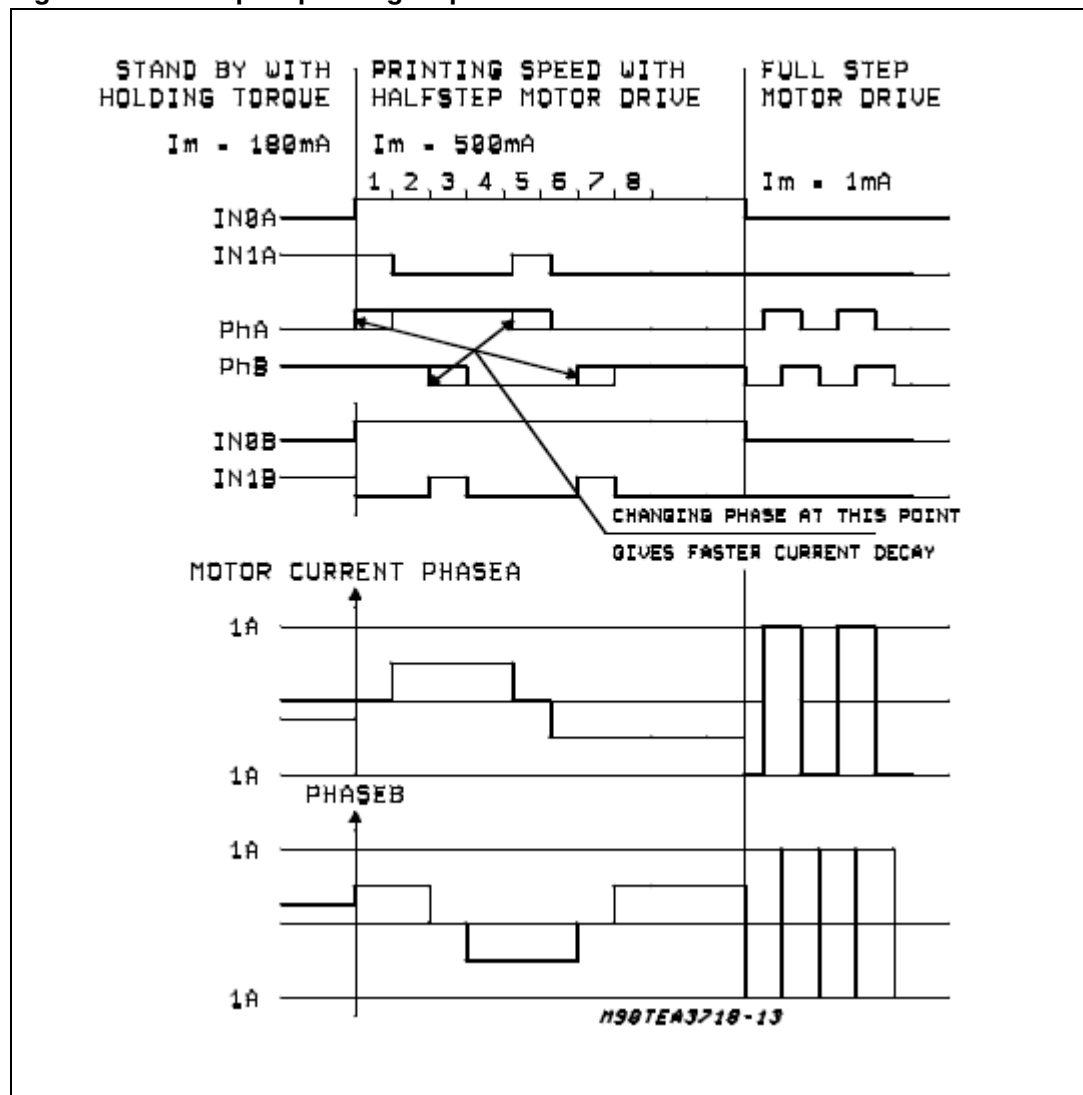 STAND BY WITH
HOLDING TORQUE
Im = 180mA
PRINTING SPEED WITH
HALFSTEP MOTOR DRIVE
Im = 500mA
FULL STEP
MOTOR DRIVE
Im = 1mA
1 2 3 4 5 6 7 8
IN0A
IN1A
PhA
PhB
IN0B
IN1B
CHANGING PHASE AT THIS POINT
GIVES FASTER CURRENT DECAY
MOTOR CURRENT PHASEA
1A
1A
PHASEB
1A
1A
M90TEA3718-13